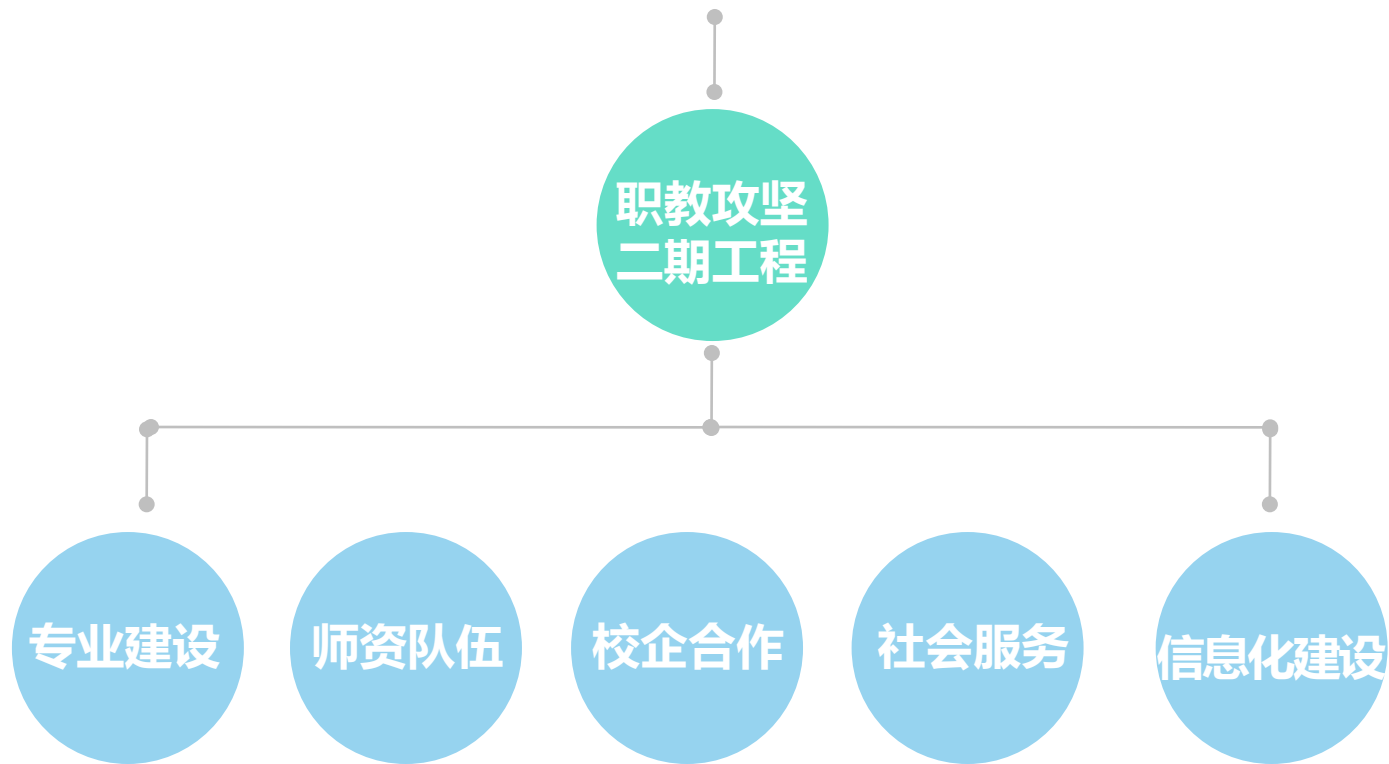 职教攻坚
二期工程
专业建设
师资队伍
校企合作
社会服务
信息化建设